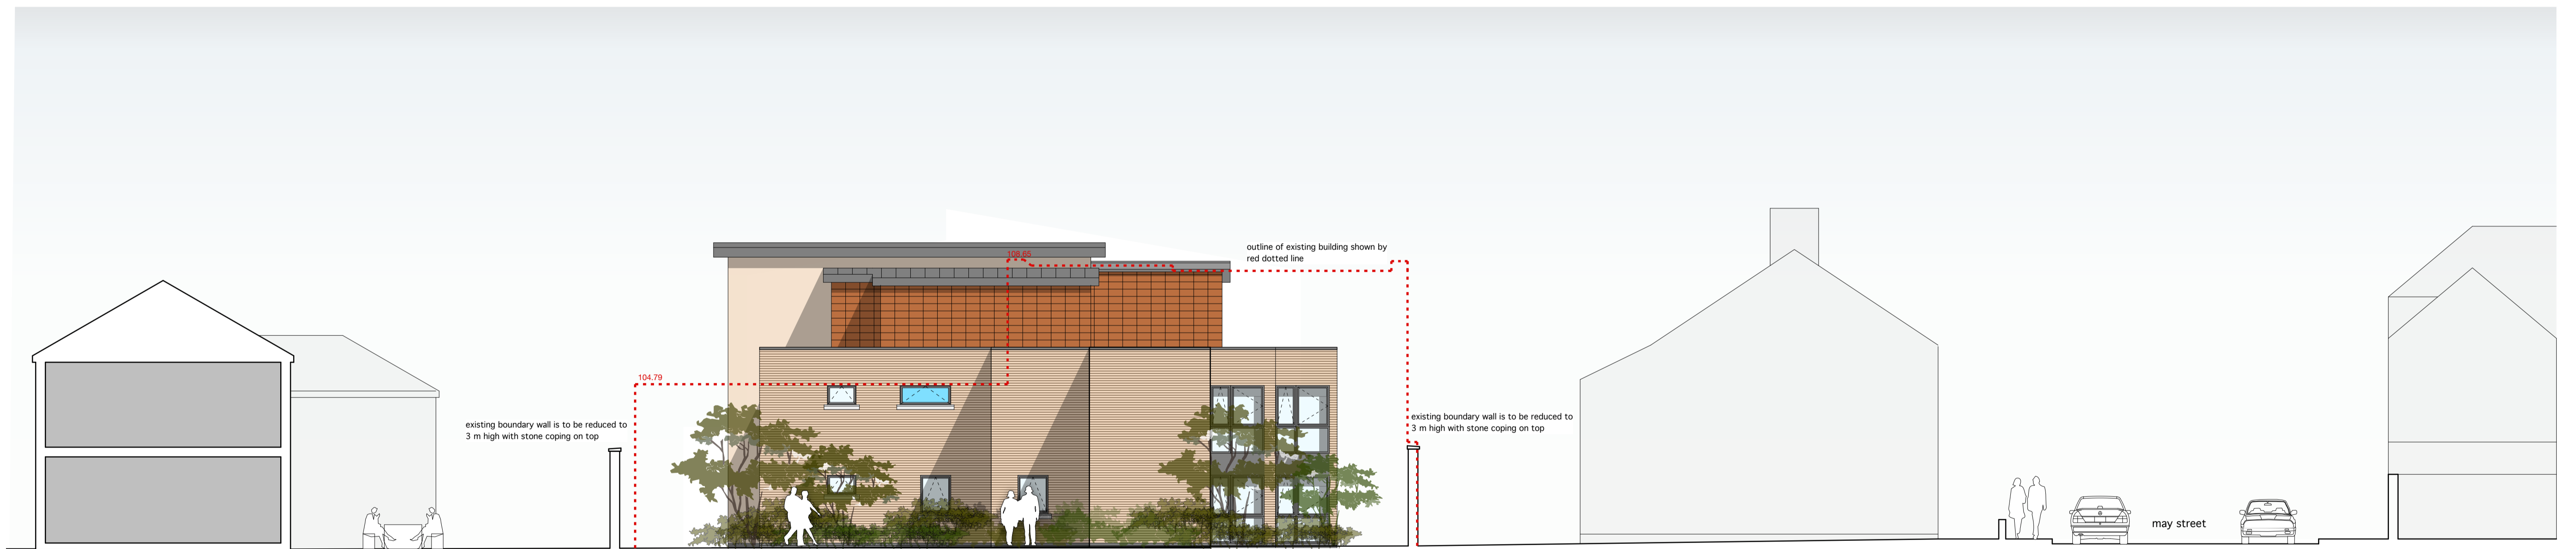 108.65
outline of existing building shown by
red dotted line
104.79
existing boundary wall is to be reduced to
3 m high with stone coping on top
existing boundary wall is to be reduced to
3 m high with stone coping on top
may street